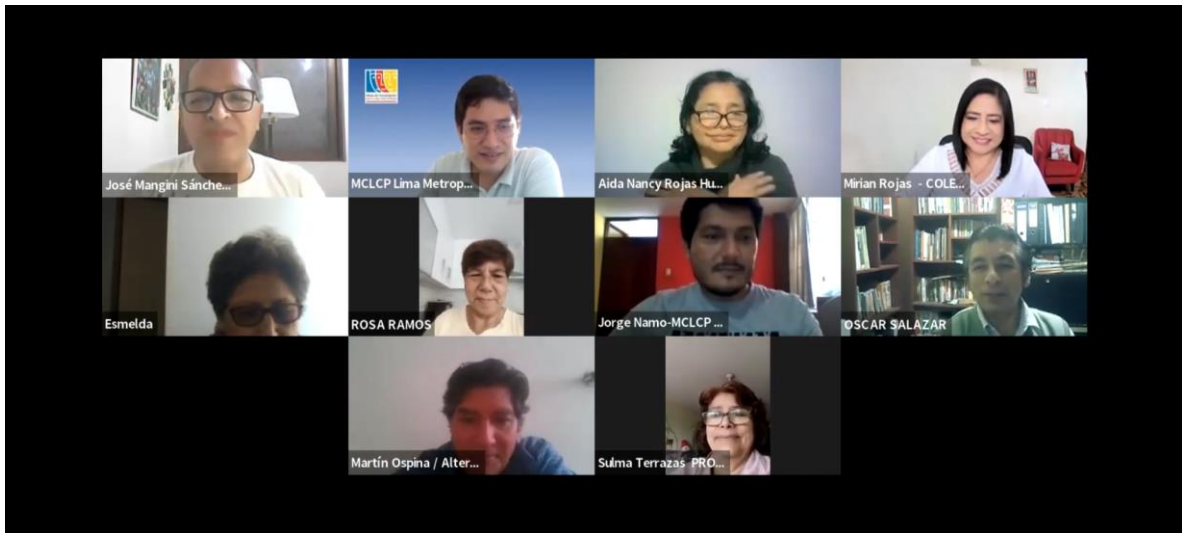 José Mangini Sánche...
MCLCP Lima Metrop...
Aida Nancy Rojas Hu...
Mirian Rojas - COLE...
Esmelda
ROSA RAMOS
Jorge Namo-MCLCP ...
OSCAR SALAZAR
Martín Ospina / Alter...
Sulma Terrazas PRO...